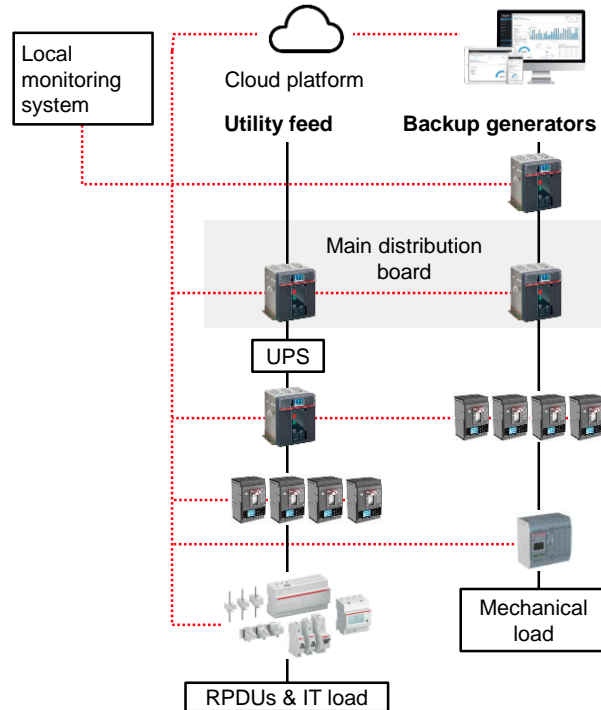 Local
monitoring
system
Cloud platform
Utility feed
Backup generators
Main distribution
board
UPS
Mechanical
load
RPDUs & IT load